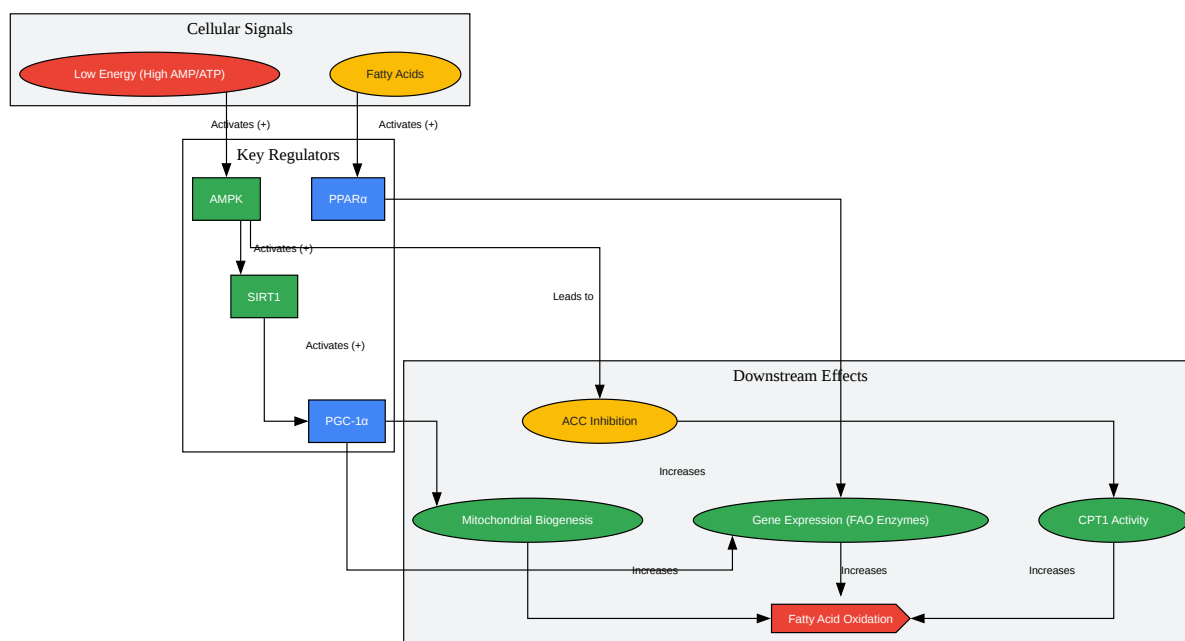 Cellular Signals
Low Energy (High AMP/ATP)
Fatty Acids
Activates (+)
Activates (+)
Key Regulators
AMPK
PPARα
Activates (+)
SIRT1
Leads to
Activates (+)
Downstream Effects
PGC-1α
ACC Inhibition
Increases
Mitochondrial Biogenesis
Gene Expression (FAO Enzymes)
CPT1 Activity
Increases
Increases
Increases
Fatty Acid Oxidation